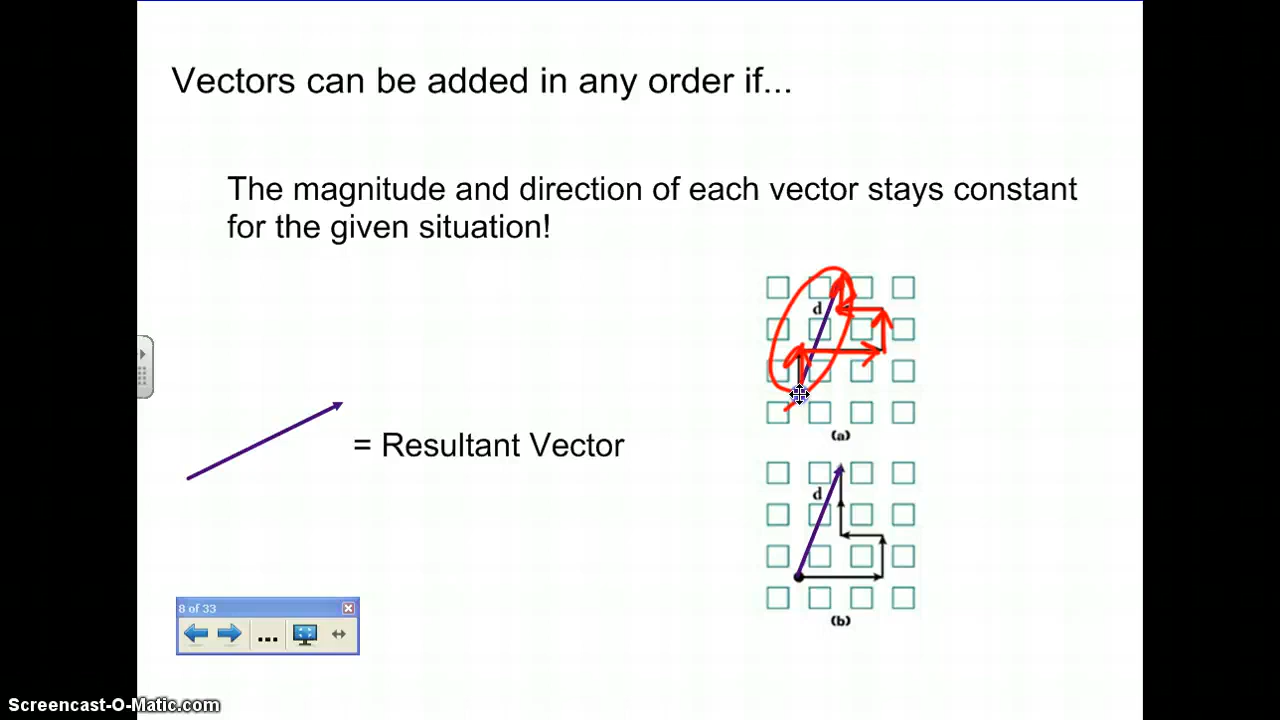 Vectors can be added in any order if...
The magnitude and direction of each vector stays constant
for the given situation!
d
(a)
= Resultant Vector
d
(b)
8 of 33
...
Screencast-O-Matic.com